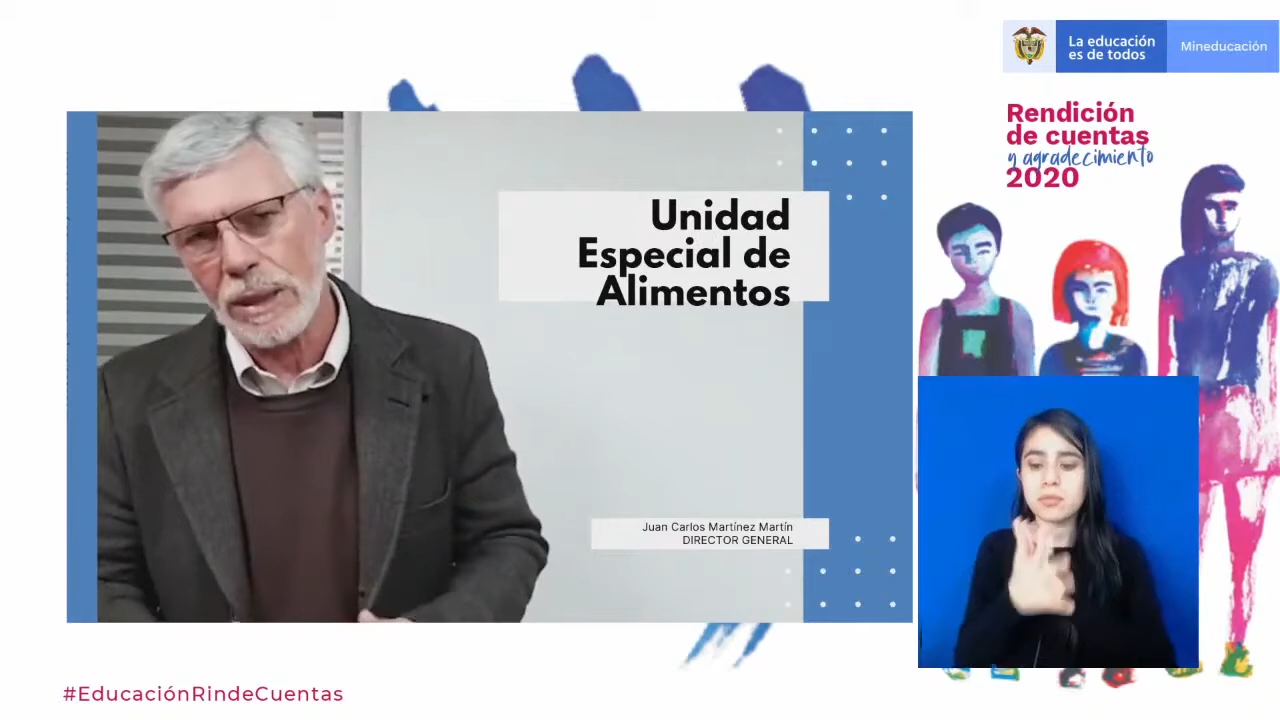 La educación
es de todos
Mineducación
Rendición
de cuentas
y agradecimiento
2020
Unidad
Especial de
Alimentos
Juan Carlos Martínez Martín
DIRECTOR GENERAL
#EducaciónRindeCuentas